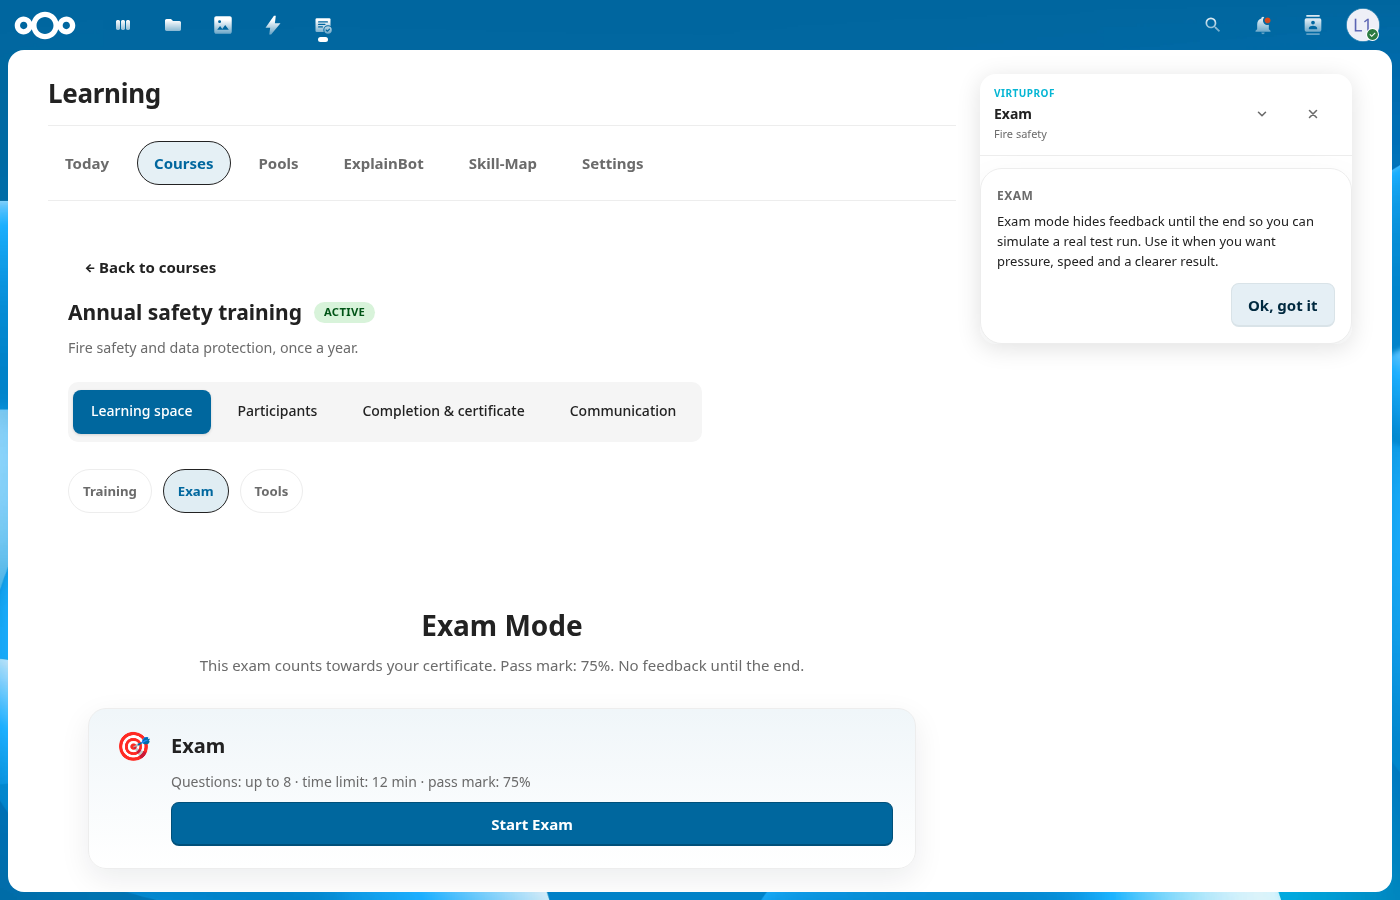 L1
Learning
Today Courses Pools ExplainBot Skill-Map Settings
← Back to courses
Annual safety training ACTIVE
Fire safety and data protection, once a year.
Learning space Participants Completion & certificate Communication
Training Exam Tools
Exam Mode
This exam counts towards your certificate. Pass mark: 75%. No feedback until the end.
Exam
Questions: up to 8 · time limit: 12 min · pass mark: 75%
Start Exam
VIRTUPROF
Exam
Fire safety
EXAM
Exam mode hides feedback until the end so you can
simulate a real test run. Use it when you want
pressure, speed and a clearer result.
Ok, got it